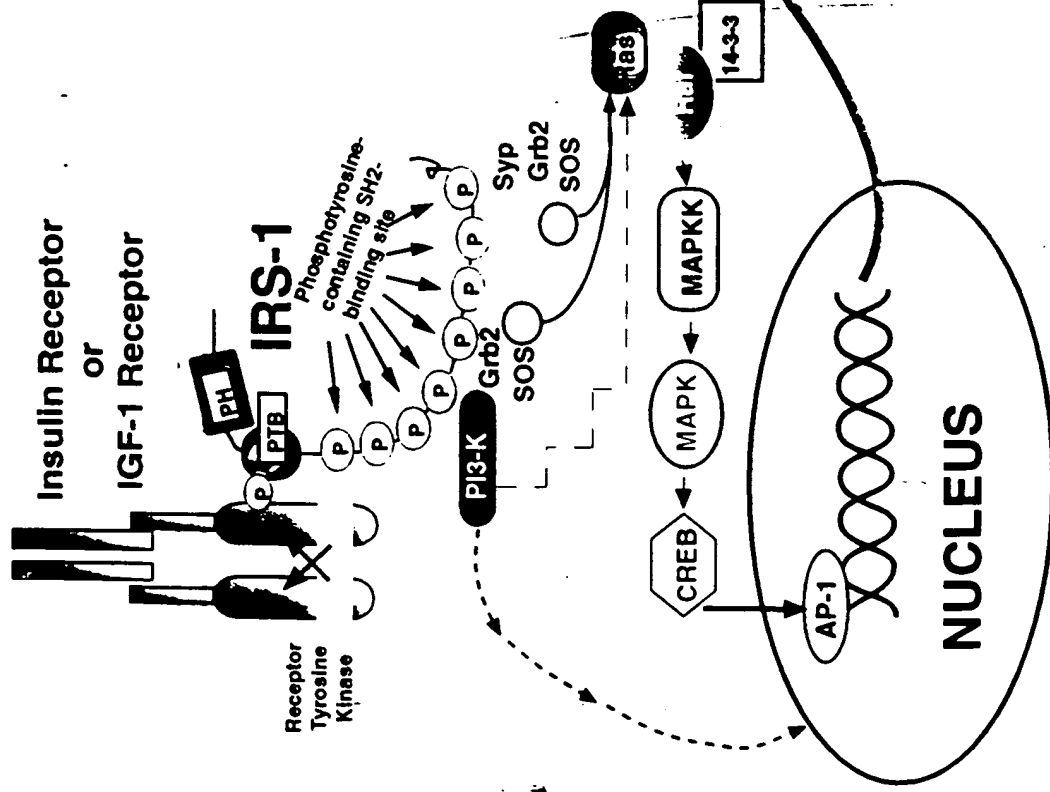 Insulin Receptor
or
IGF-1 Receptor
PH
PTB
IRS-1
Phosphotyrosine-
containing SH2-
binding site
P
P
P
P
P
P
P
P
P
Receptor
Tyrosine
Kinase
PI3-K
Grb2
SOS
Syp
Grb2
SOS
Ras
14-3-3
MAPKK
MAPK
CREB
AP-1
NUCLEUS